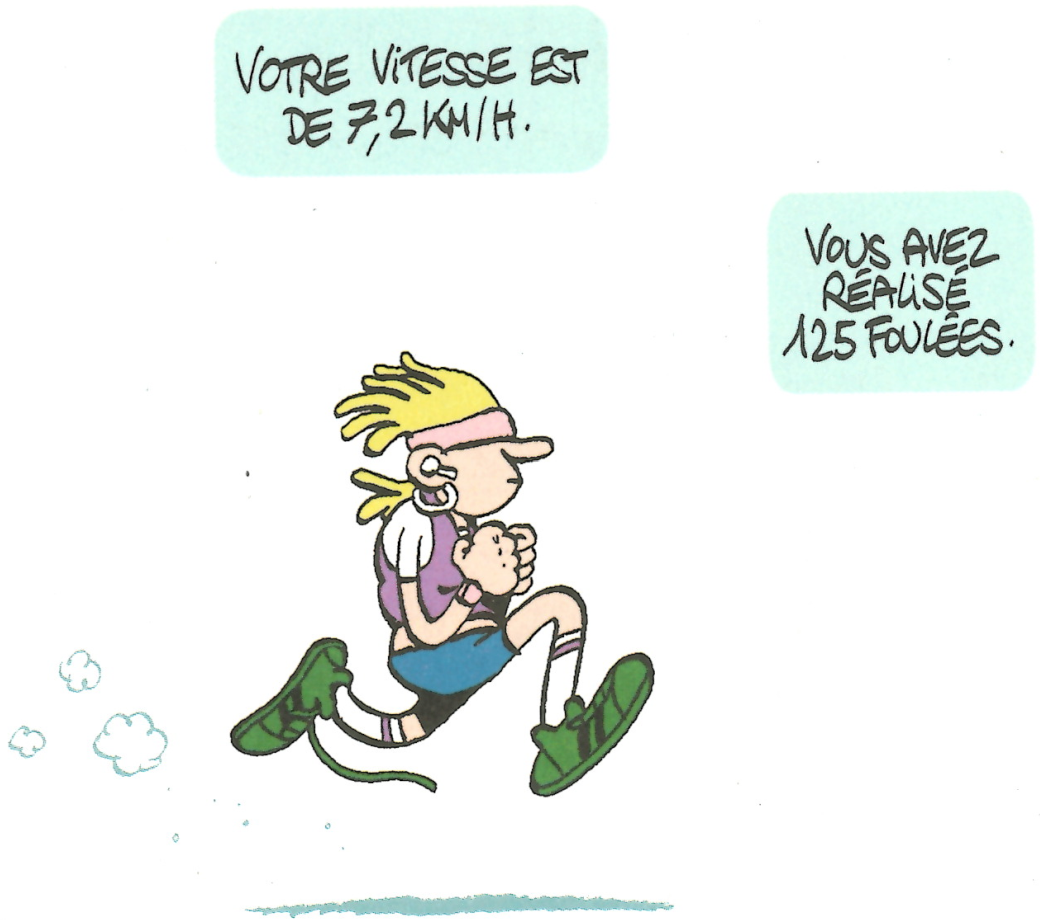 VOTRE VITESSE EST
DE 7,2 KM/H.
VOUS AVEZ
RÉALISÉ
125 FOULÉES.